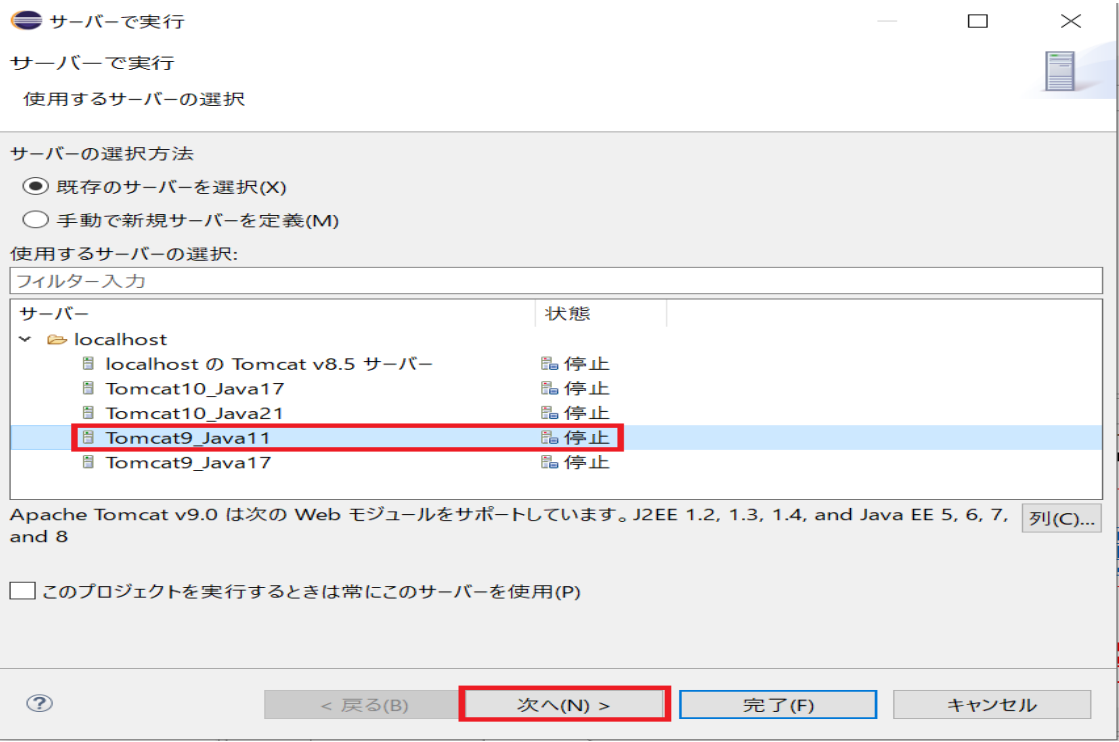 サーバーで実行
サーバーで実行
使用するサーバーの選択
サーバーの選択方法
既存のサーバーを選択(X)
手動で新規サーバーを定義(M)
使用するサーバーの選択:
フィルター入力
サーバー 状態
localhost
localhost の Tomcat v8.5 サーバー 停止
Tomcat10_Java17 停止
Tomcat10_Java21 停止
Tomcat9_Java11 停止
Tomcat9_Java17 停止
Apache Tomcat v9.0 は次の Web モジュールをサポートしています。J2EE 1.2, 1.3, 1.4, and Java EE 5, 6, 7,
and 8
列(C)...
このプロジェクトを実行するときは常にこのサーバーを使用(P)
? < 戻る(B) 次へ(N) > 完了(F) キャンセル